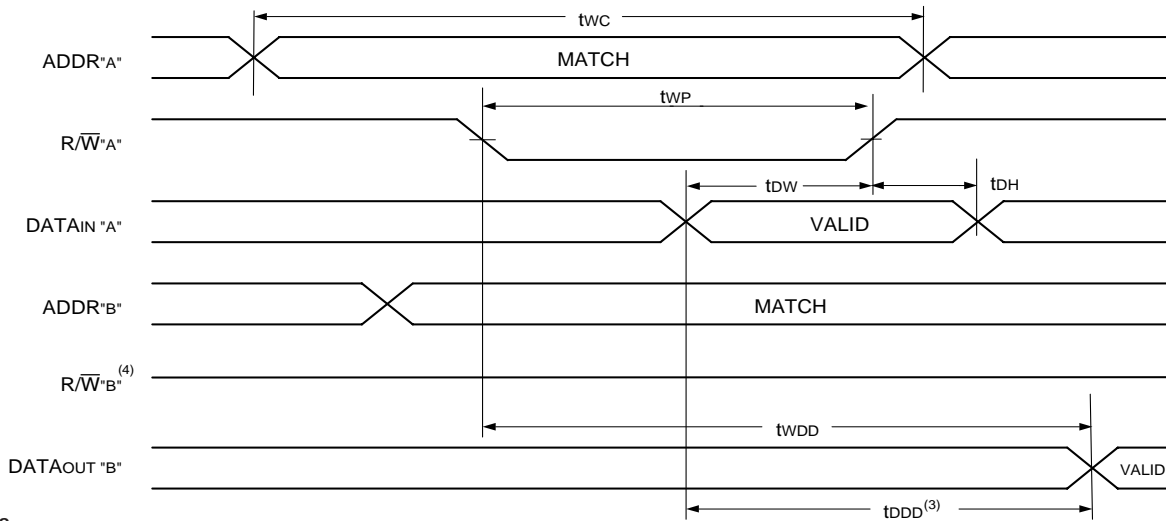 tWC
ADDR"A"
MATCH
tWP
R/W̅"A"
tDW
tDH
DATAIN "A"
VALID
ADDR"B"
MATCH
R/W̅"B"(4)
tWDD
DATAOUT "B"
VALID
tDDD(3)